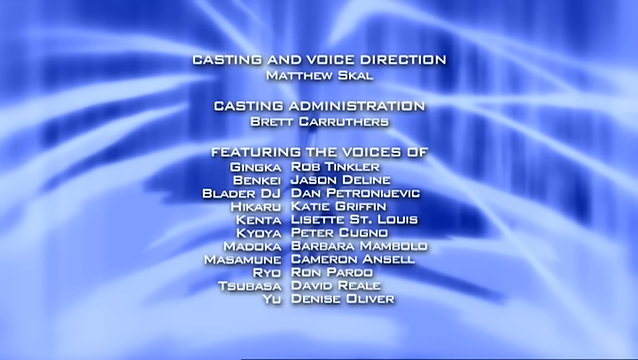 CASTING AND VOICE DIRECTION
MATTHEW SKAL
CASTING ADMINISTRATION
BRETT CARRUTHERS
FEATURING THE VOICES OF
GINGKA ROB TINKLER
BENKEI JASON DELINE
BLADER DJ DAN PETRONIJEVIC
HIKARU KATIE GRIFFIN
KENTA LISETTE ST. LOUIS
KYOYA PETER CUGNO
MADOKA BARBARA MAMBOLO
MASAMUNE CAMERON ANSELL
RYO RON PARDO
TSUBASA DAVID REALE
YU DENISE OLIVER